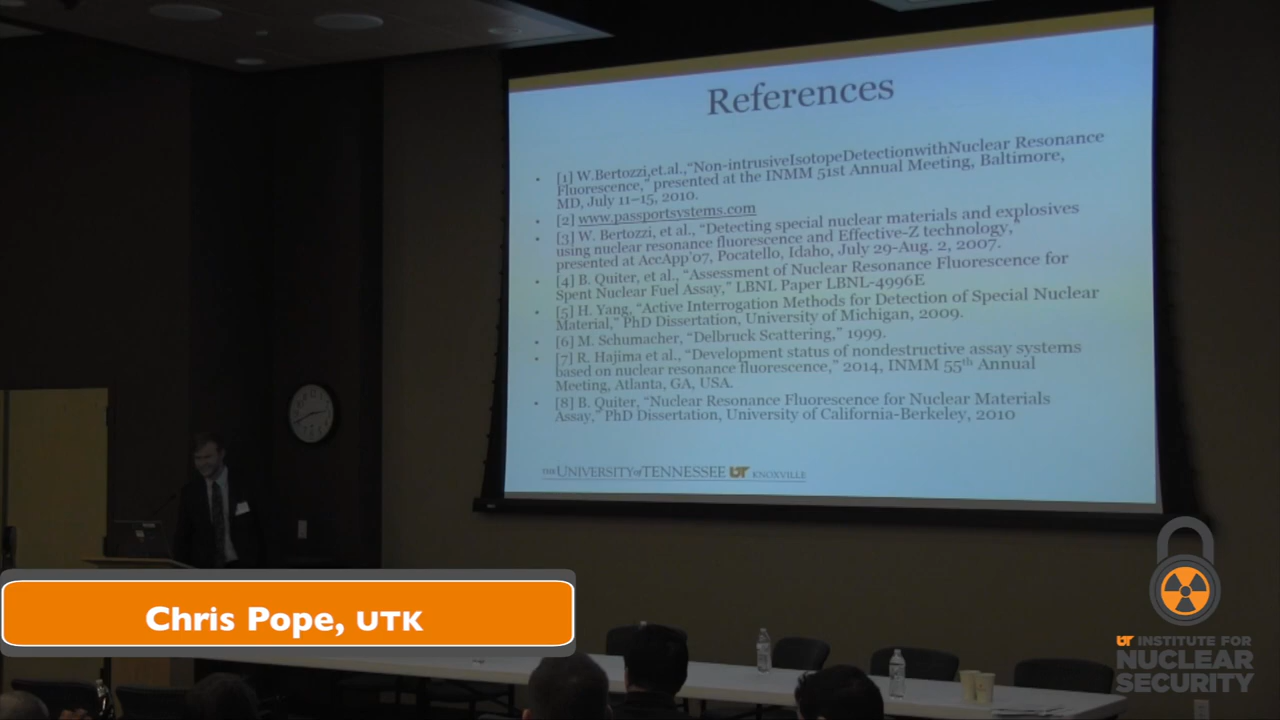 References
• [1] W.Bertozzi,et.al.,“Non-intrusiveIsotopeDetectionwithNuclear Resonance
Fluorescence,” presented at the INMM 51st Annual Meeting, Baltimore,
MD, July 11–15, 2010.
• [2] www.passportsystems.com
• [3] W. Bertozzi, et al., “Detecting special nuclear materials and explosives
using nuclear resonance fluorescence and Effective-Z technology,”
presented at AccApp’07, Pocatello, Idaho, July 29-Aug. 2, 2007.
• [4] B. Quiter, et al., “Assessment of Nuclear Resonance Fluorescence for
Spent Nuclear Fuel Assay,” LBNL Paper LBNL-4996E
• [5] H. Yang, “Active Interrogation Methods for Detection of Special Nuclear
Material,” PhD Dissertation, University of Michigan, 2009.
• [6] M. Schumacher, “Delbruck Scattering,” 1999.
• [7] R. Hajima et al., “Development status of nondestructive assay systems
based on nuclear resonance fluorescence,” 2014, INMM 55th Annual
Meeting, Atlanta, GA, USA.
• [8] B. Quiter, “Nuclear Resonance Fluorescence for Nuclear Materials
Assay,” PhD Dissertation, University of California-Berkeley, 2010
THE UNIVERSITY of TENNESSEE UT KNOXVILLE
Chris Pope, UTK
UT INSTITUTE FOR
NUCLEAR
SECURITY